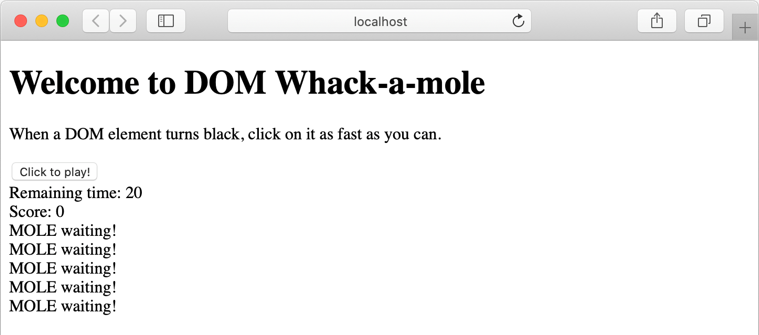 localhost
Welcome to DOM Whack-a-mole
When a DOM element turns black, click on it as fast as you can.
Click to play!
Remaining time: 20
Score: 0
MOLE waiting!
MOLE waiting!
MOLE waiting!
MOLE waiting!
MOLE waiting!